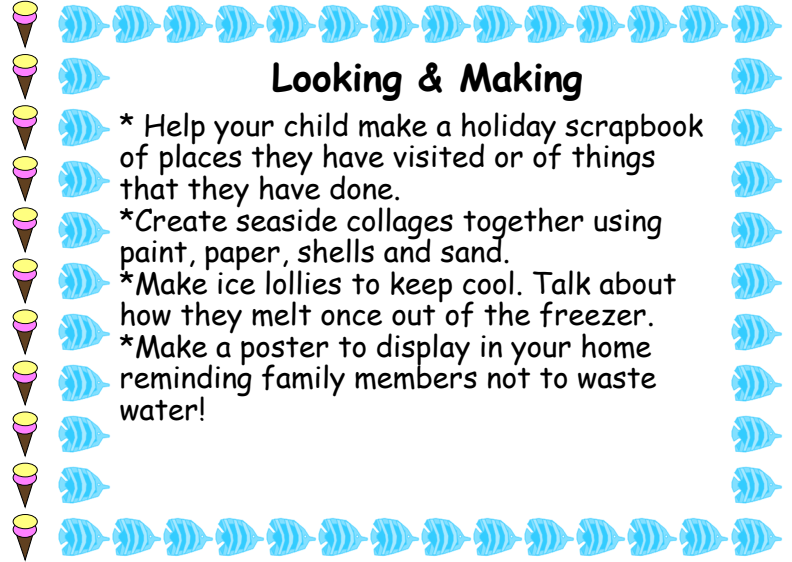 Looking & Making
* Help your child make a holiday scrapbook
of places they have visited or of things
that they have done.
*Create seaside collages together using
paint, paper, shells and sand.
*Make ice lollies to keep cool. Talk about
how they melt once out of the freezer.
*Make a poster to display in your home
reminding family members not to waste
water!